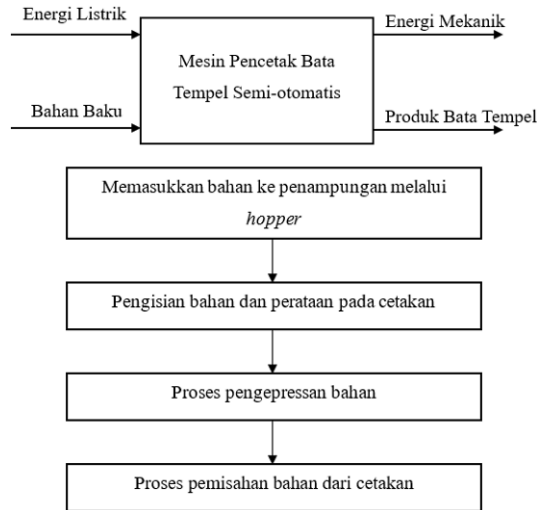 Energi Listrik
Energi Mekanik
Mesin Pencetak Bata
Tempel Semi-otomatis
Bahan Baku
Produk Bata Tempel
Memasukkan bahan ke penampungan melalui
hopper
Pengisian bahan dan perataan pada cetakan
Proses pengepressan bahan
Proses pemisahan bahan dari cetakan